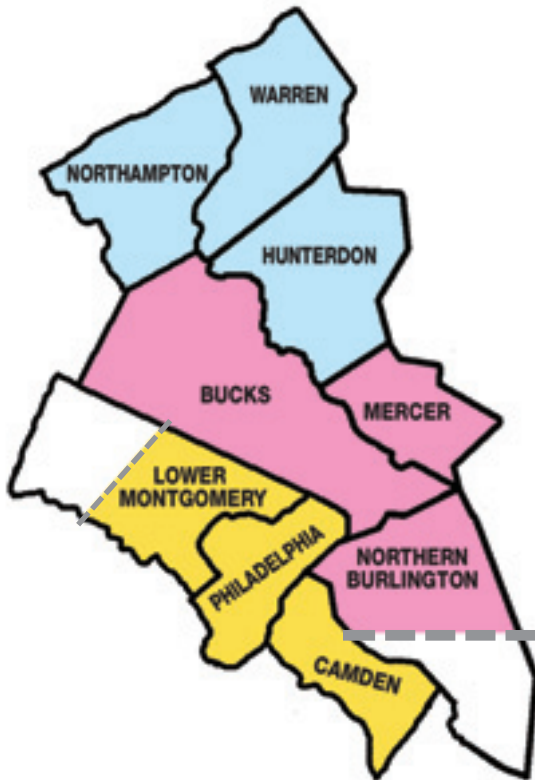 WARREN
NORTHAMPTON
HUNTERDON
BUCKS
MERCER
LOWER
MONTGOMERY
PHILADELPHIA
NORTHERN
BURLINGTON
CAMDEN